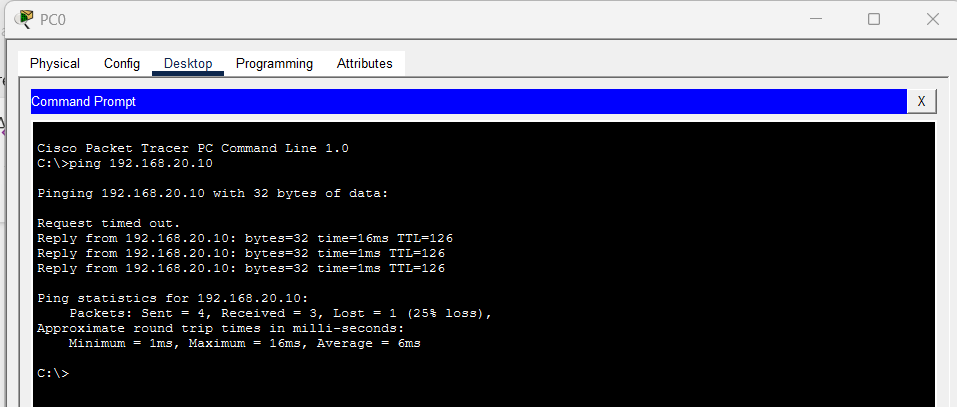 PC0
Physical Config Desktop Programming Attributes
Command Prompt
X
Cisco Packet Tracer PC Command Line 1.0
C:\>ping 192.168.20.10
Pinging 192.168.20.10 with 32 bytes of data:
Request timed out.
Reply from 192.168.20.10: bytes=32 time=16ms TTL=126
Reply from 192.168.20.10: bytes=32 time=1ms TTL=126
Reply from 192.168.20.10: bytes=32 time=1ms TTL=126
Ping statistics for 192.168.20.10:
Packets: Sent = 4, Received = 3, Lost = 1 (25% loss),
Approximate round trip times in milli-seconds:
Minimum = 1ms, Maximum = 16ms, Average = 6ms
C:\>